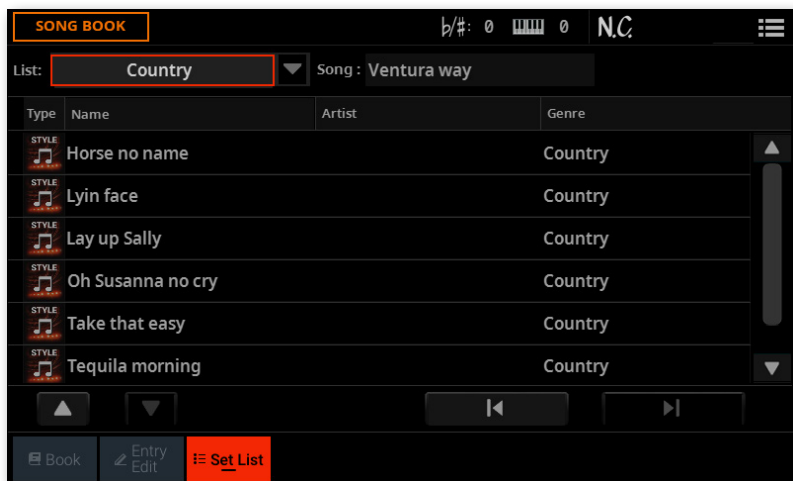 SONG BOOK ♭/#: 0 0 N.C.
List: Country Song : Ventura way
Type Name Artist Genre
STYLE Horse no name Country
STYLE Lyin face Country
STYLE Lay up Sally Country
STYLE Oh Susanna no cry Country
STYLE Take that easy Country
STYLE Tequila morning Country
Book Entry Edit Set List